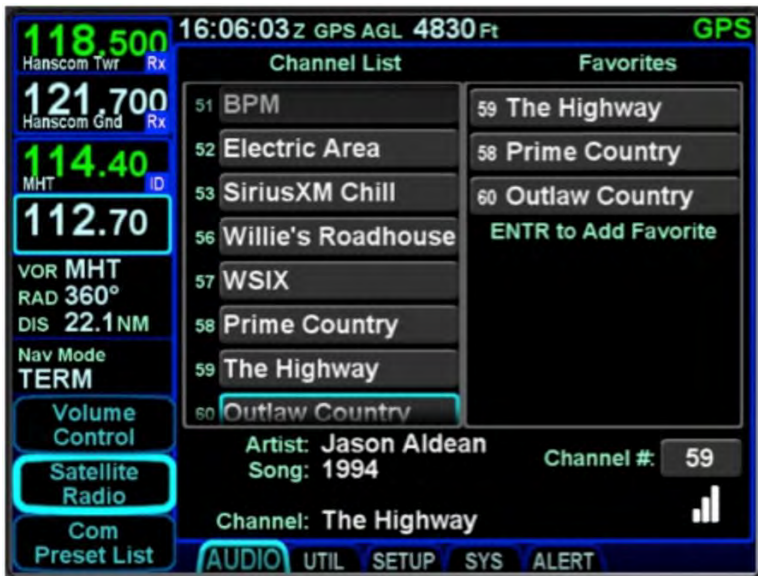 118.500
Hanscom Twr Rx
121.700
Hanscom Gnd Rx
114.40
MHT ID
112.70
VOR MHT
RAD 360°
DIS 22.1NM
Nav Mode
TERM
Volume
Control
Satellite
Radio
Com
Preset List
16:06:03Z GPS AGL 4830 Ft GPS
Channel List
51 BPM
52 Electric Area
53 SiriusXM Chill
56 Willie's Roadhouse
57 WSIX
58 Prime Country
59 The Highway
60 Outlaw Country
Favorites
59 The Highway
58 Prime Country
60 Outlaw Country
ENTR to Add Favorite
Artist: Jason Aldean
Song: 1994
Channel #: 59
Channel: The Highway
AUDIO UTIL SETUP SYS ALERT